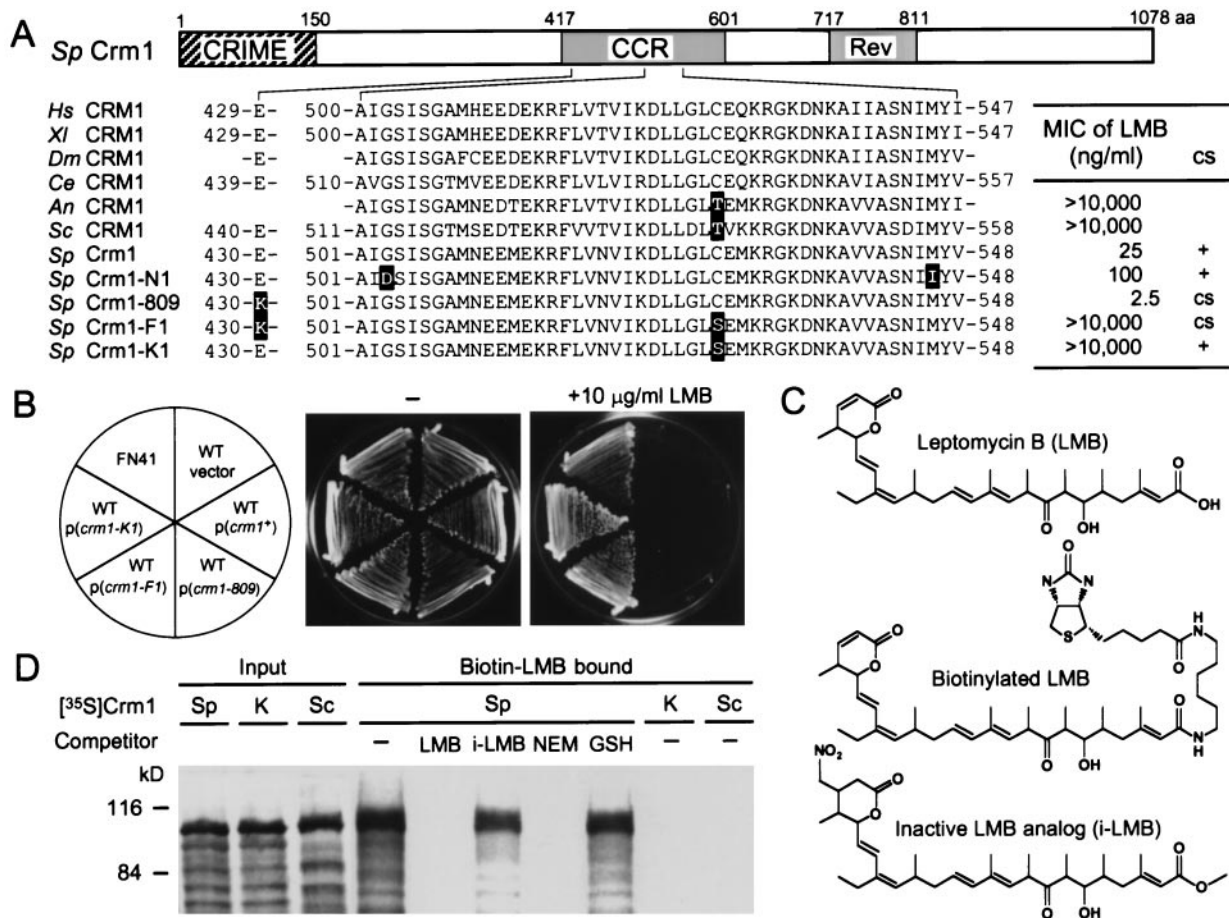 A
1 150 417 601 717 811 1078 aa
Sp Crm1 CRIME CCR Rev
MIC of LMB (ng/ml) cs
Hs CRM1 429-E- 500-AIGSISGAMHEEDEKRFLVTVIKDLLGLCEQKRGKDNKAIIASNIMYI-547
Xl CRM1 429-E- 500-AIGSISGAMHEEDEKRFLVTVIKDLLGLCEQKRGKDNKAIIASNIMYI-547
Dm CRM1 -E- -AIGSISGAFCEEDEKRFLVTVIKDLLGLCEQKRGKDNKAIIASNIMYV-
Ce CRM1 439-E- 510-AVGSISGTMVEEDEKRFLVLVIRDLLGLCEQKRGKDNKAVIASNIMYV-557
An CRM1 -AIGSISGAMNEDTEKRFLVNVIKDLLGLTEMKRGKDNKAVVASNIMYI- >10,000
Sc CRM1 440-E- 511-AIGSISGTMSEDTEKRFVVTVIKDLLDLTVKKRGKDNKAVVASDIMYV-558 >10,000
Sp Crm1 430-E- 501-AIGSISGAMNEEMEKRFLVNVIKDLLGLCEMKRGKDNKAVVASNIMYV-548 25 +
Sp Crm1-N1 430-E- 501-AIDSISGAMNEEMEKRFLVNVIKDLLGLCEMKRGKDNKAVVASNIIYV-548 100 +
Sp Crm1-809 430-K- 501-AIGSISGAMNEEMEKRFLVNVIKDLLGLCEMKRGKDNKAVVASNIMYV-548 2.5 cs
Sp Crm1-F1 430-K- 501-AIGSISGAMNEEMEKRFLVNVIKDLLGLSEMKRGKDNKAVVASNIMYV-548 >10,000 cs
Sp Crm1-K1 430-E- 501-AIGSISGAMNEEMEKRFLVNVIKDLLGLSEMKRGKDNKAVVASNIMYV-548 >10,000 +
B
– +10 µg/ml LMB
FN41
WT vector
WT p(crm1-K1)
WT p(crm1+)
WT p(crm1-F1)
WT p(crm1-809)
C
O
O
Leptomycin B (LMB)
O
O OH OH
O
N N
S
O
N H
O
O
Biotinylated LMB
O
O OH N H
NO2
O
O
Inactive LMB analog (i-LMB)
O
O OH O
D
Input Biotin-LMB bound
[35S]Crm1 Sp K Sc Sp K Sc
Competitor – LMB i-LMB NEM GSH – –
kD
116
84